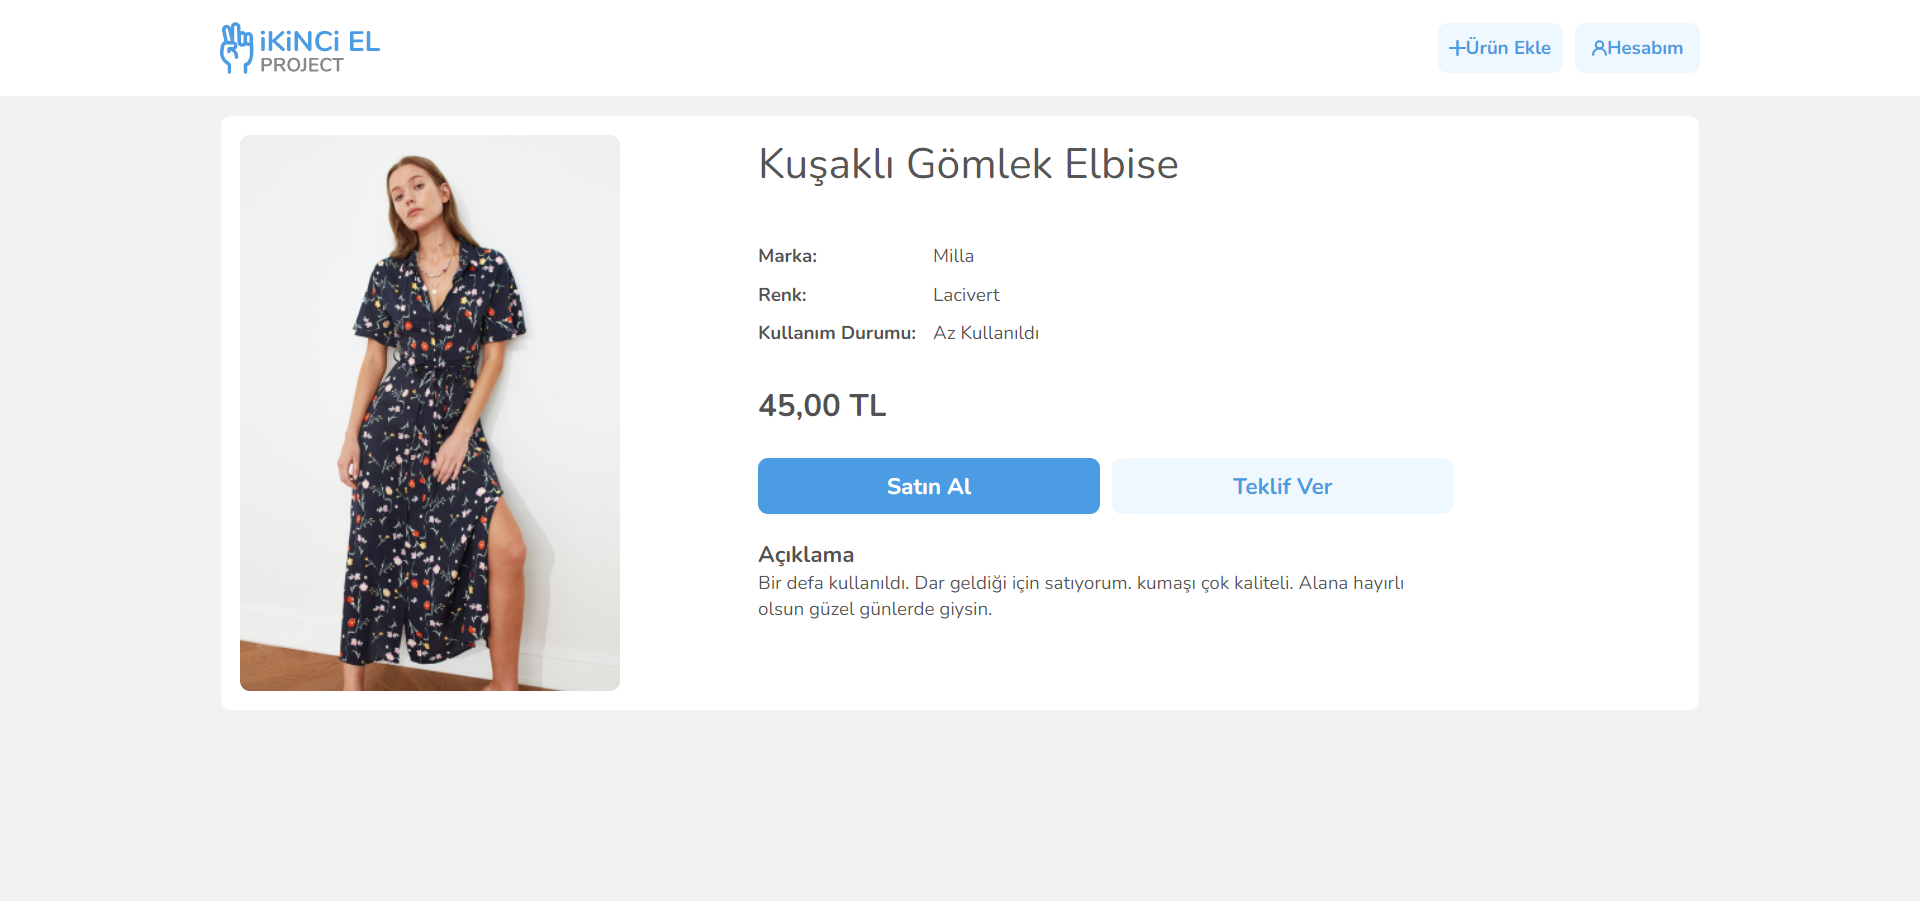 iKiNCi EL
PROJECT
Ürün Ekle
Hesabım
Kuşaklı Gömlek Elbise
Marka: Milla
Renk: Lacivert
Kullanım Durumu: Az Kullanıldı
45,00 TL
Satın Al
Teklif Ver
Açıklama
Bir defa kullanıldı. Dar geldiği için satıyorum. kumaşı çok kaliteli. Alana hayırlı
olsun güzel günlerde giysin.